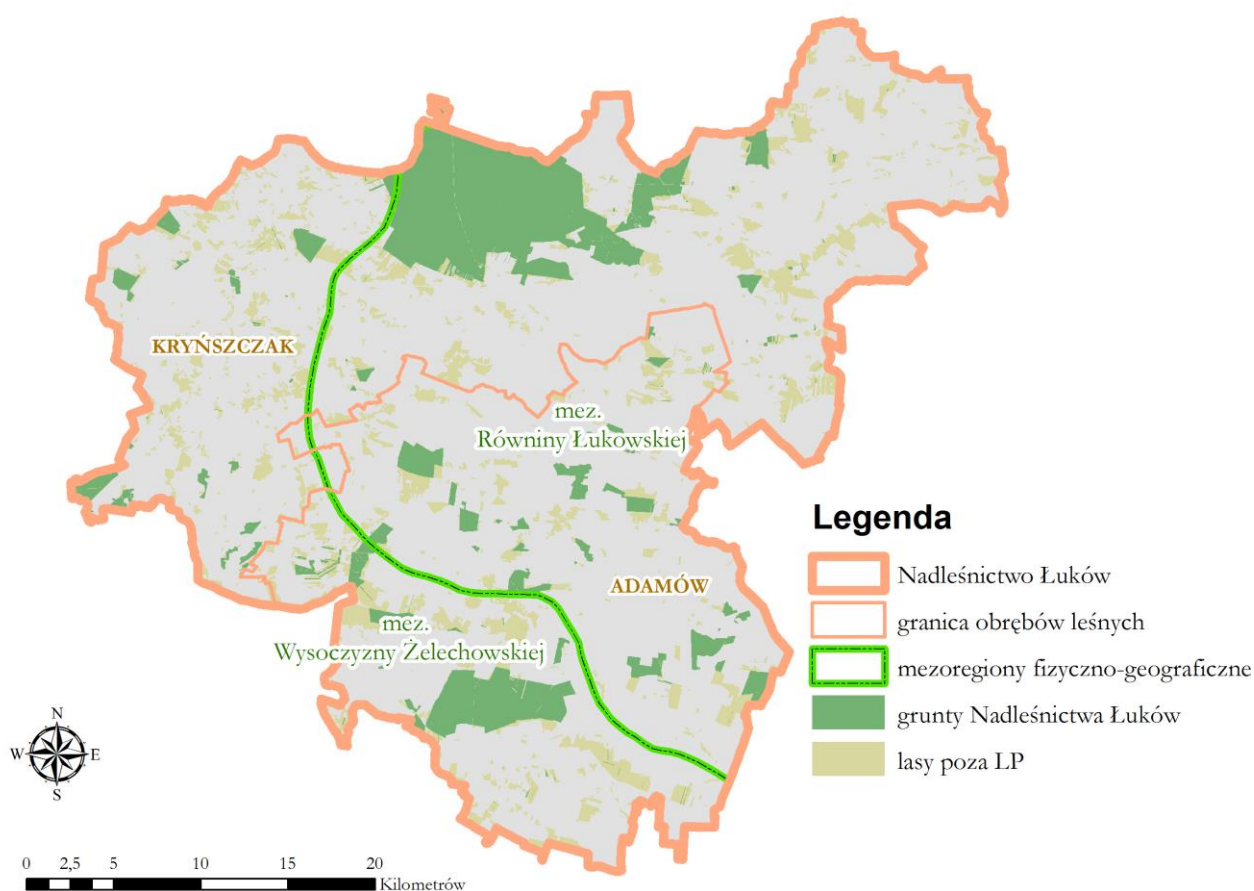 KRYŃSZCZAK
mez.
Równiny Łukowskiej
ADAMÓW
mez.
Wysoczyzny Żelechowskiej
Legenda
Nadleśnictwo Łuków
granica obrębów leśnych
mezoregiony fizyczno-geograficzne
grunty Nadleśnictwa Łuków
lasy poza LP
N
W E
S
0 2,5 5 10 15 20
Kilometrów